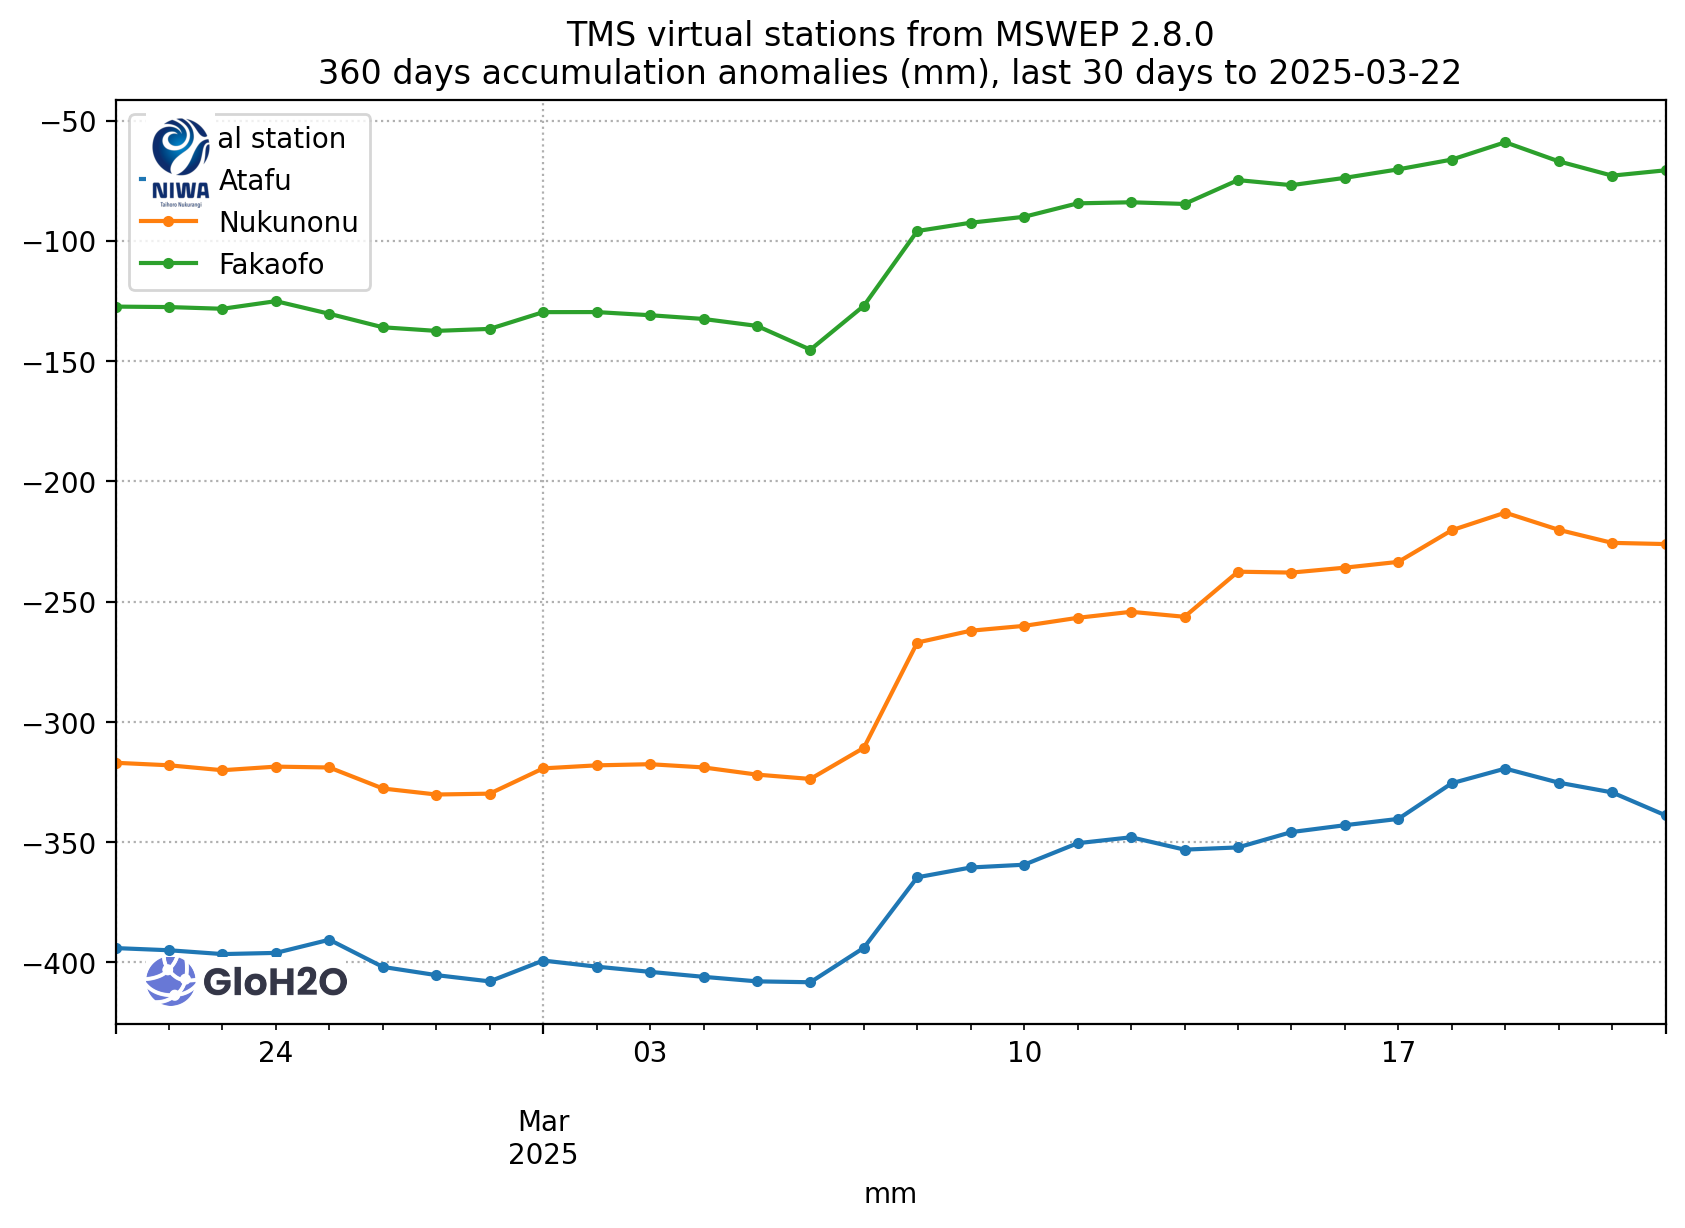 TMS virtual stations from MSWEP 2.8.0
360 days accumulation anomalies (mm), last 30 days to 2025-03-22
−50
−100
−150
−200
−250
−300
−350
−400
al station
NIWA
Taihoro Nukurangi
Atafu
Nukunonu
Fakaofo
GloH2O
24
03
10
17
Mar
2025
mm